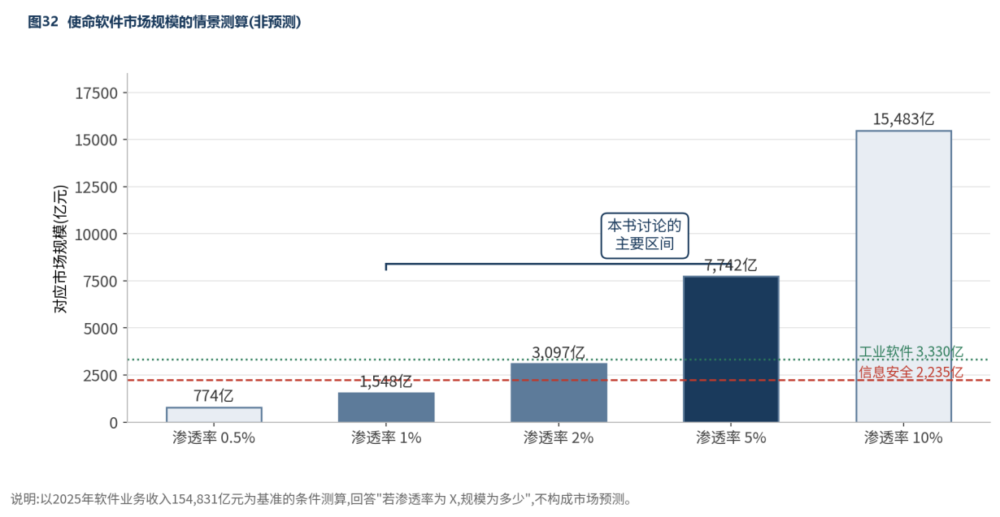 图32 使命软件市场规模的情景测算(非预测)
对应市场规模(亿元)
17500
15000
12500
10000
7500
5000
2500
0
15,483亿
本书讨论的
主要区间
7,742亿
3,097亿
1,548亿
774亿
工业软件 3,330亿
信息安全 2,235亿
渗透率 0.5%
渗透率 1%
渗透率 2%
渗透率 5%
渗透率 10%
说明:以2025年软件业务收入154,831亿元为基准的条件测算,回答"若渗透率为 X,规模为多少",不构成市场预测。